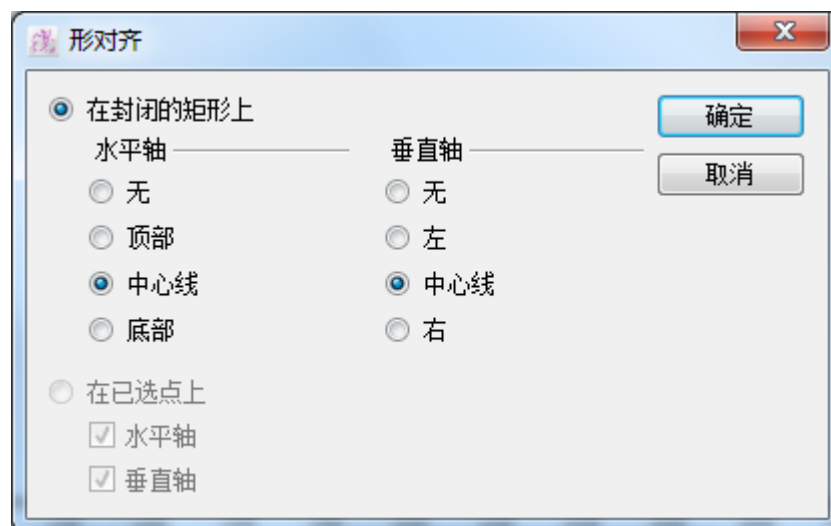 形对齐
在封闭的矩形上
确定
水平轴
垂直轴
取消
无
无
顶部
左
中心线
中心线
底部
右
在已选点上
水平轴
垂直轴